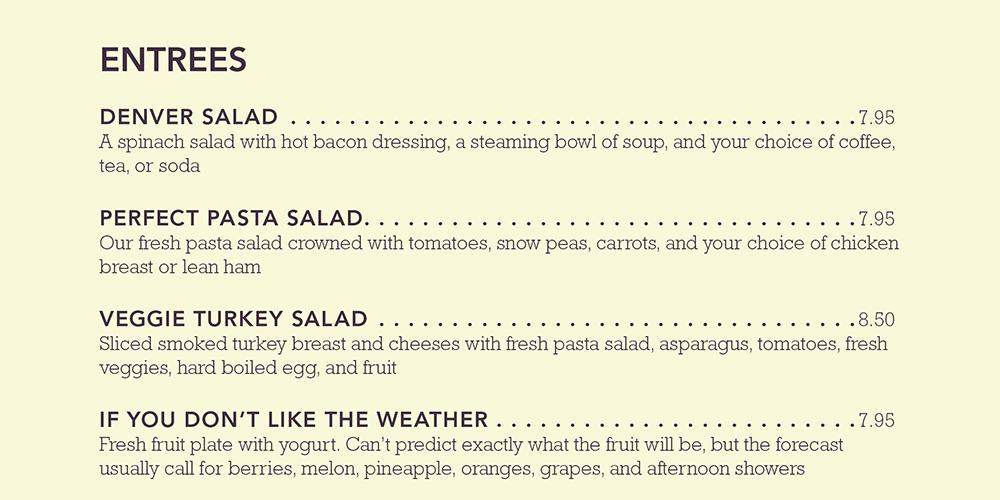 ENTREES
DENVER SALAD . . . . . . . . . . . . . . . . . . . . . . . . . . . . . . . . . . . . . . . 7.95
A spinach salad with hot bacon dressing, a steaming bowl of soup, and your choice of coffee,
tea, or soda
PERFECT PASTA SALAD. . . . . . . . . . . . . . . . . . . . . . . . . . . . . . . . . . 7.95
Our fresh pasta salad crowned with tomatoes, snow peas, carrots, and your choice of chicken
breast or lean ham
VEGGIE TURKEY SALAD . . . . . . . . . . . . . . . . . . . . . . . . . . . . . . . . . 8.50
Sliced smoked turkey breast and cheeses with fresh pasta salad, asparagus, tomatoes, fresh
veggies, hard boiled egg, and fruit
IF YOU DON’T LIKE THE WEATHER . . . . . . . . . . . . . . . . . . . . . . . . . 7.95
Fresh fruit plate with yogurt. Can’t predict exactly what the fruit will be, but the forecast
usually call for berries, melon, pineapple, oranges, grapes, and afternoon showers